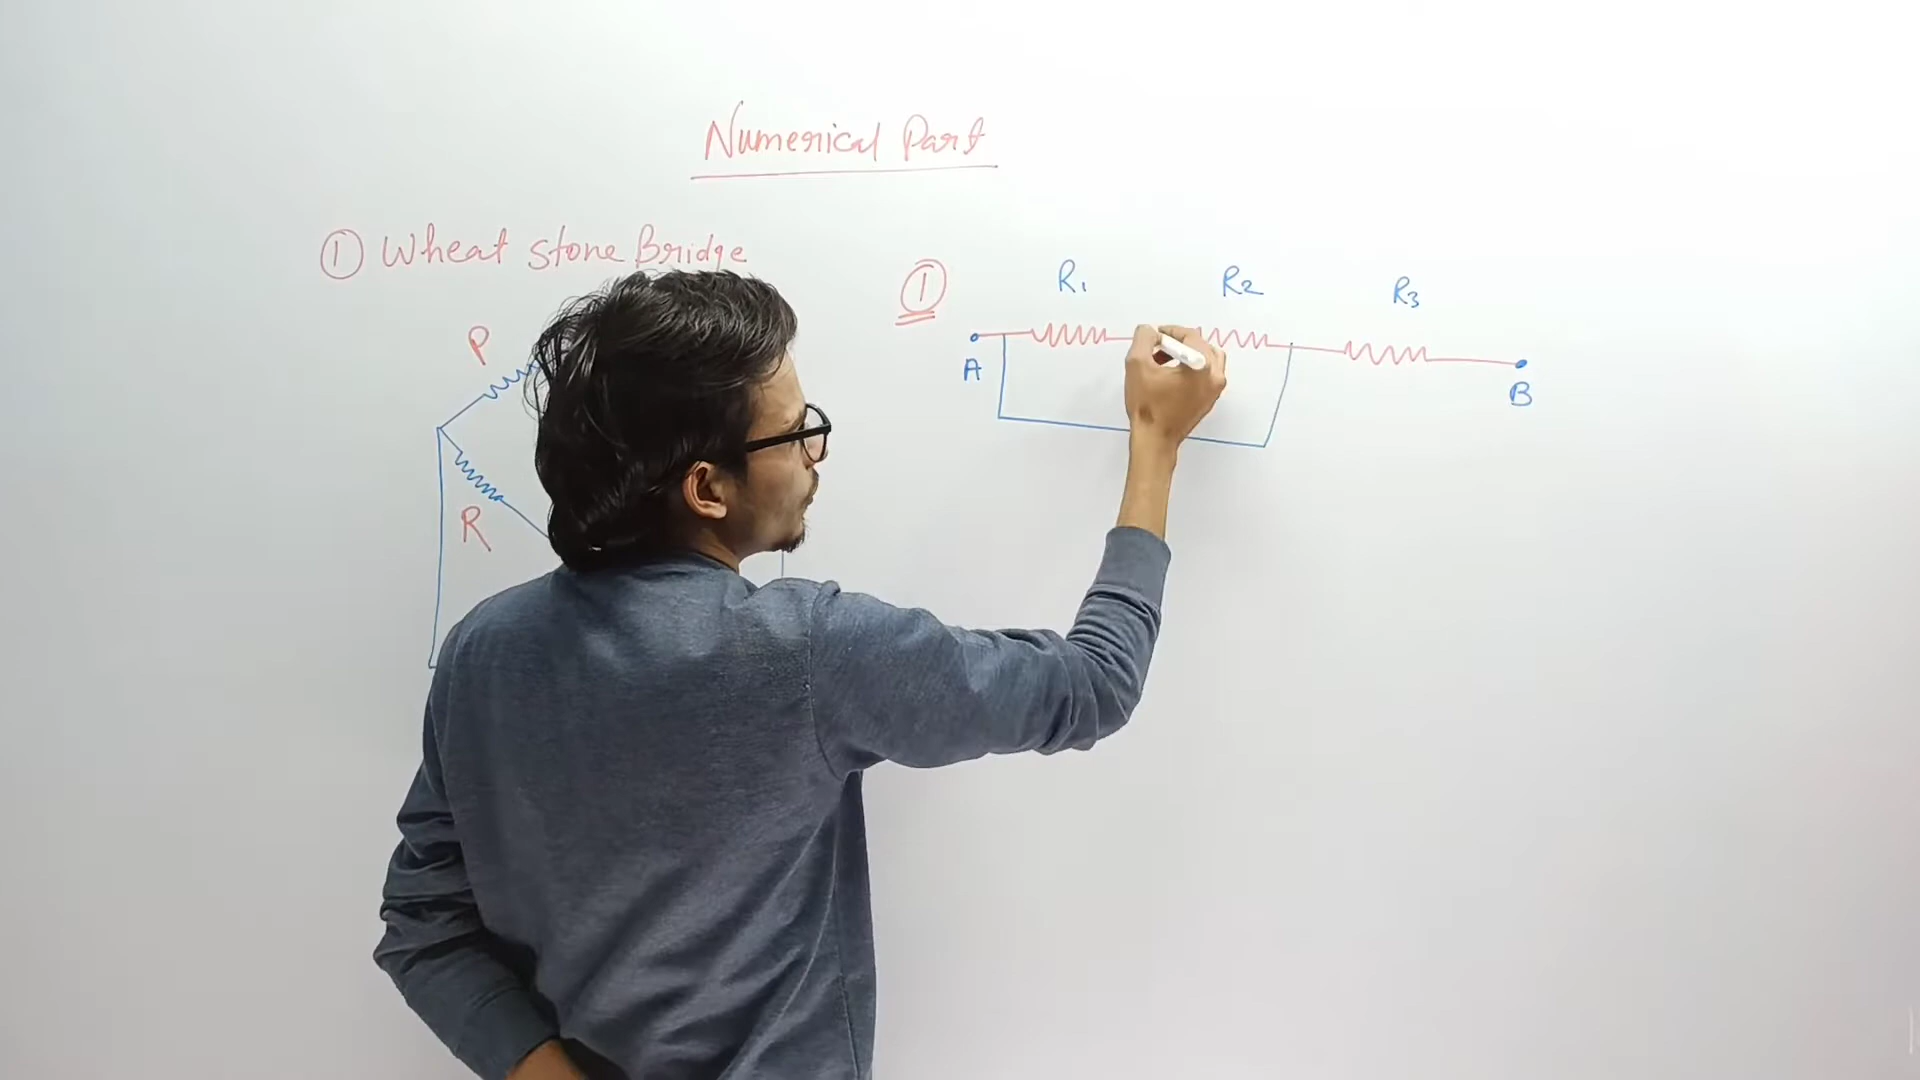 Numerical Part
① Wheat stone Bridge
P
R
①
R₁ R₂ R₃
A
B